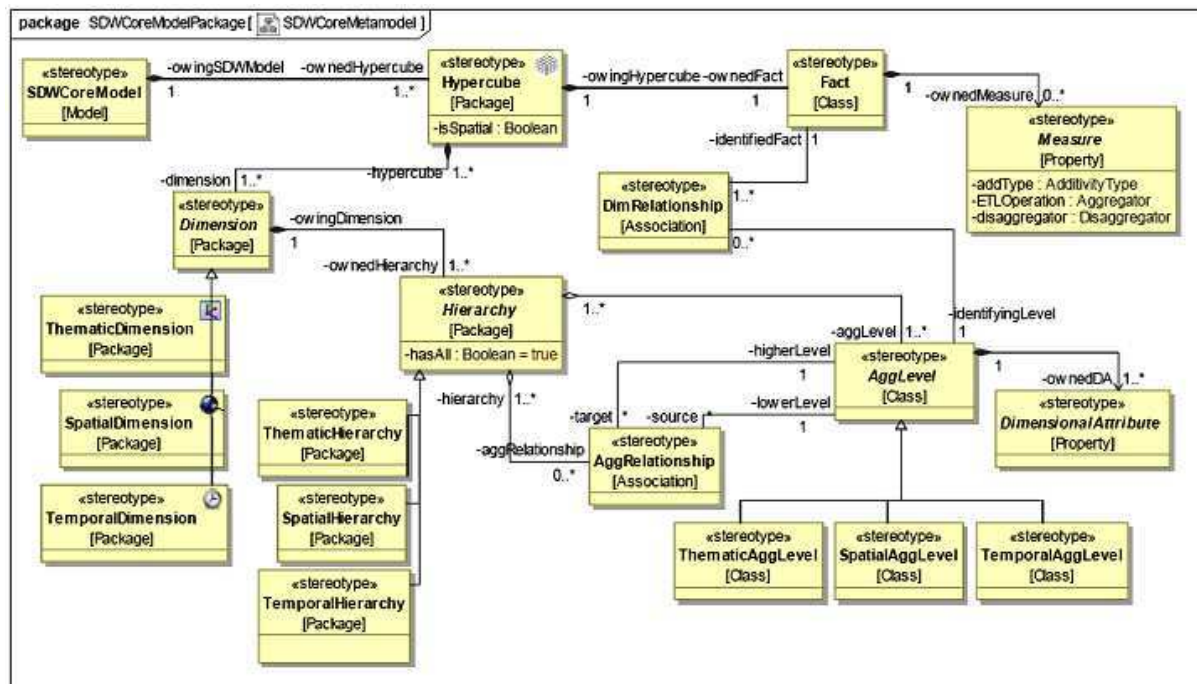 package SDWCoreModelPackage [ SDWCoreMetamodel ]
«stereotype»
SDWCoreModel
[Model]
-owingSDWModel
1
-ownedHypercube
1..*
«stereotype»
Hypercube
[Package]
-isSpatial : Boolean
-owingHypercube
1
-ownedFact
1
«stereotype»
Fact
[Class]
1
-ownedMeasure
0..*
«stereotype»
Measure
[Property]
-addType : AdditivityType
-ETLOperation : Aggregator
-disaggregator : Disaggregator
-identifiedFact
1
1..*
«stereotype»
DimRelationship
[Association]
0..*
-hypercube
1..*
-dimension
1..*
«stereotype»
Dimension
[Package]
-owingDimension
1
-ownedHierarchy
1..*
«stereotype»
Hierarchy
[Package]
-hasAll : Boolean = true
1..*
-aggLevel
1..*
-identifyingLevel
1
«stereotype»
ThematicDimension
[Package]
«stereotype»
SpatialDimension
[Package]
«stereotype»
TemporalDimension
[Package]
-higherLevel
1
-lowerLevel
1
«stereotype»
AggLevel
[Class]
1
-ownedDA
1..*
«stereotype»
DimensionalAttribute
[Property]
-hierarchy
1..*
-aggRelationship
0..*
-target
*
-source
*
«stereotype»
AggRelationship
[Association]
«stereotype»
ThematicHierarchy
[Package]
«stereotype»
SpatialHierarchy
[Package]
«stereotype»
TemporalHierarchy
[Package]
«stereotype»
ThematicAggLevel
[Class]
«stereotype»
SpatialAggLevel
[Class]
«stereotype»
TemporalAggLevel
[Class]